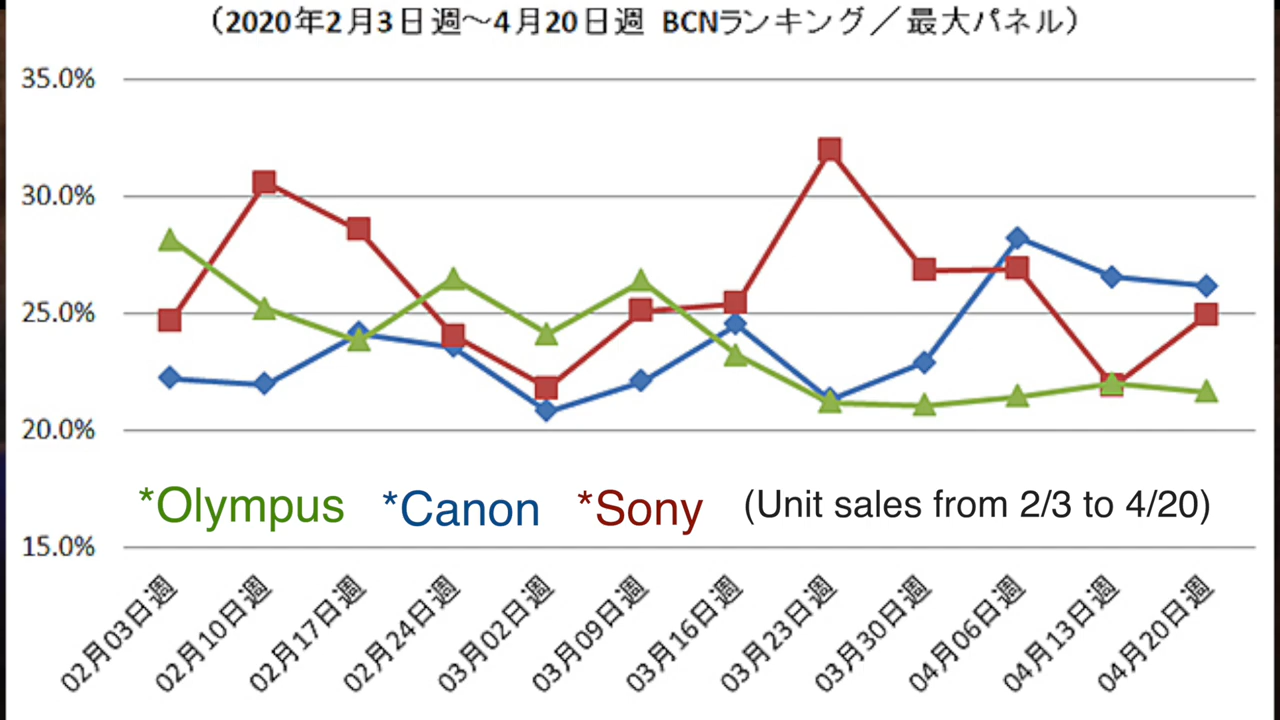 （2020年2月3日週～4月20日週 BCNランキング／最大パネル）
35.0%
30.0%
25.0%
20.0%
*Olympus *Canon *Sony (Unit sales from 2/3 to 4/20)
15.0%
02月03日週 02月10日週 02月17日週 02月24日週 03月02日週 03月09日週 03月16日週 03月23日週 03月30日週 04月06日週 04月13日週 04月20日週